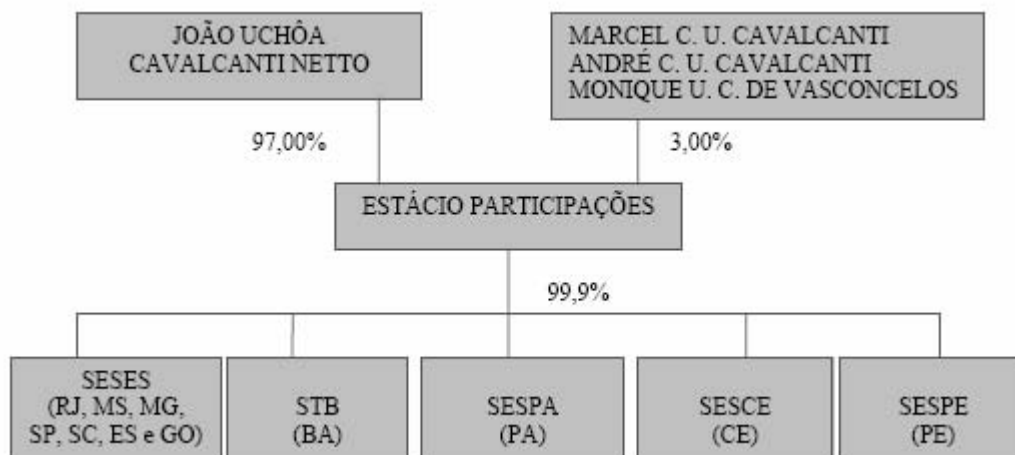 JOÃO UCHÔA
CAVALCANTI NETTO
MARCEL C. U. CAVALCANTI
ANDRÉ C. U. CAVALCANTI
MONIQUE U. C. DE VASCONCELOS
97,00%
3,00%
ESTÁCIO PARTICIPAÇÕES
99,9%
SESES
(RJ, MS, MG,
SP, SC, ES e GO)
STB
(BA)
SESPA
(PA)
SESCE
(CE)
SESPE
(PE)